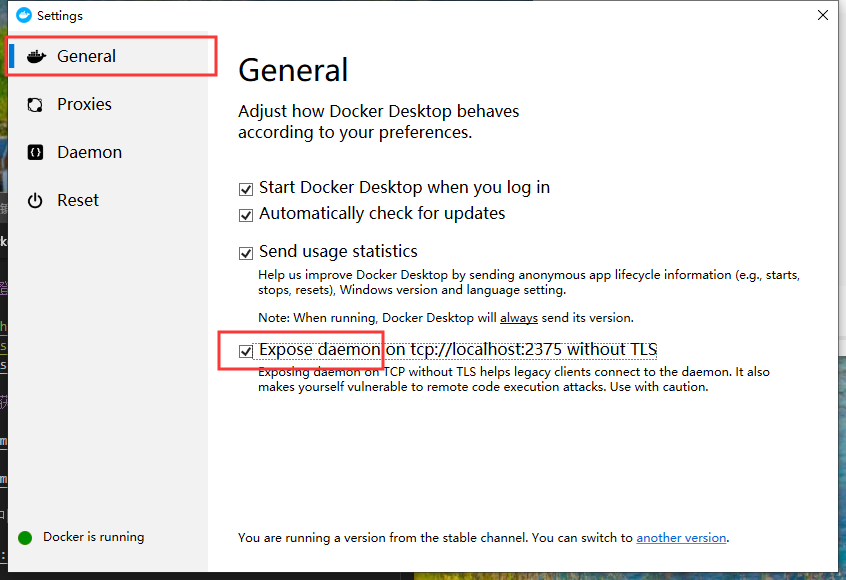 Settings
General
Proxies
Daemon
Reset
General
Adjust how Docker Desktop behaves
according to your preferences.
Start Docker Desktop when you log in
Automatically check for updates
Send usage statistics
Help us improve Docker Desktop by sending anonymous app lifecycle information (e.g., starts,
stops, resets), Windows version and language setting.
Note: When running, Docker Desktop will always send its version.
Expose daemon on tcp://localhost:2375 without TLS
Exposing daemon on TCP without TLS helps legacy clients connect to the daemon. It also
makes yourself vulnerable to remote code execution attacks. Use with caution.
Docker is running
You are running a version from the stable channel. You can switch to another version.